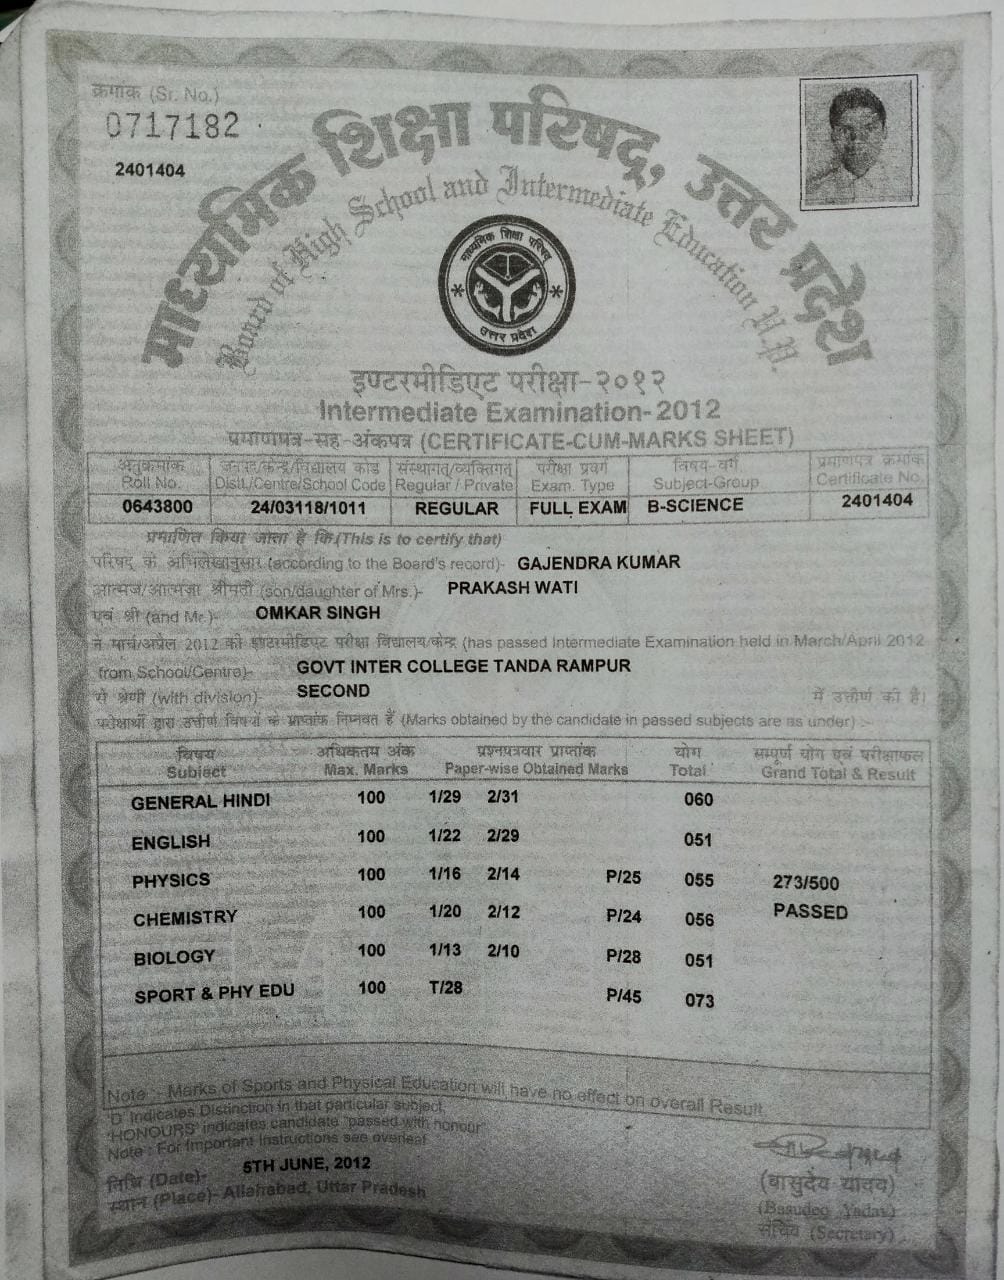 क्रमांक (Sr. No.)
0717182
2401404
माध्यमिक शिक्षा परिषद्, उत्तर प्रदेश
Board of High School and Intermediate Education U.P.
माध्यमिक शिक्षा परिषद्
उत्तर प्रदेश
इण्टरमीडिएट परीक्षा-२०१२
Intermediate Examination-2012
प्रमाणपत्र-सह-अंकपत्र (CERTIFICATE-CUM-MARKS SHEET)
अनुक्रमांक जनपद/केन्द्र/विद्यालय कोड संस्थागत/व्यक्तिगत परीक्षा प्रवर्ग विषय-वर्ग प्रमाणपत्र क्रमांक
Roll No. Distt./Centre/School Code Regular / Private Exam. Type Subject-Group Certificate No.
0643800 24/03118/1011 REGULAR FULL EXAM B-SCIENCE 2401404
प्रमाणित किया जाता है कि (This is to certify that)
परिषद के अभिलेखानुसार (according to the Board's record)- GAJENDRA KUMAR
आत्मज/आत्मजा श्रीमती (son/daughter of Mrs.)- PRAKASH WATI
एवं श्री (and Mr.)- OMKAR SINGH
ने मार्च/अप्रैल 2012 की इण्टरमीडिएट परीक्षा विद्यालय/केन्द्र (has passed Intermediate Examination held in March/April 2012
from School/Centre)- GOVT INTER COLLEGE TANDA RAMPUR
से श्रेणी (with division)- SECOND में उत्तीर्ण की है।
परीक्षार्थी द्वारा उत्तीर्ण विषयों के प्राप्तांक निम्नवत हैं (Marks obtained by the candidate in passed subjects are as under) :-
विषय अधिकतम अंक प्रश्नपत्रवार प्राप्तांक योग सम्पूर्ण योग एवं परीक्षाफल
Subject Max. Marks Paper-wise Obtained Marks Total Grand Total & Result
GENERAL HINDI 100 1/29 2/31 060
ENGLISH 100 1/22 2/29 051
PHYSICS 100 1/16 2/14 P/25 055 273/500
CHEMISTRY 100 1/20 2/12 P/24 056 PASSED
BIOLOGY 100 1/13 2/10 P/28 051
SPORT & PHY EDU 100 T/28 P/45 073
Note :- Marks of Sports and Physical Education will have no effect on overall Result.
'D' Indicates Distinction in that particular subject,
'HONOURS' indicates candidate "passed with honour"
Note : For Important Instructions see overleaf
तिथि (Date)- 5TH JUNE, 2012
स्थान (Place)- Allahabad, Uttar Pradesh
(वासुदेव यादव)
(Basudeo Yadav)
सचिव (Secretary)